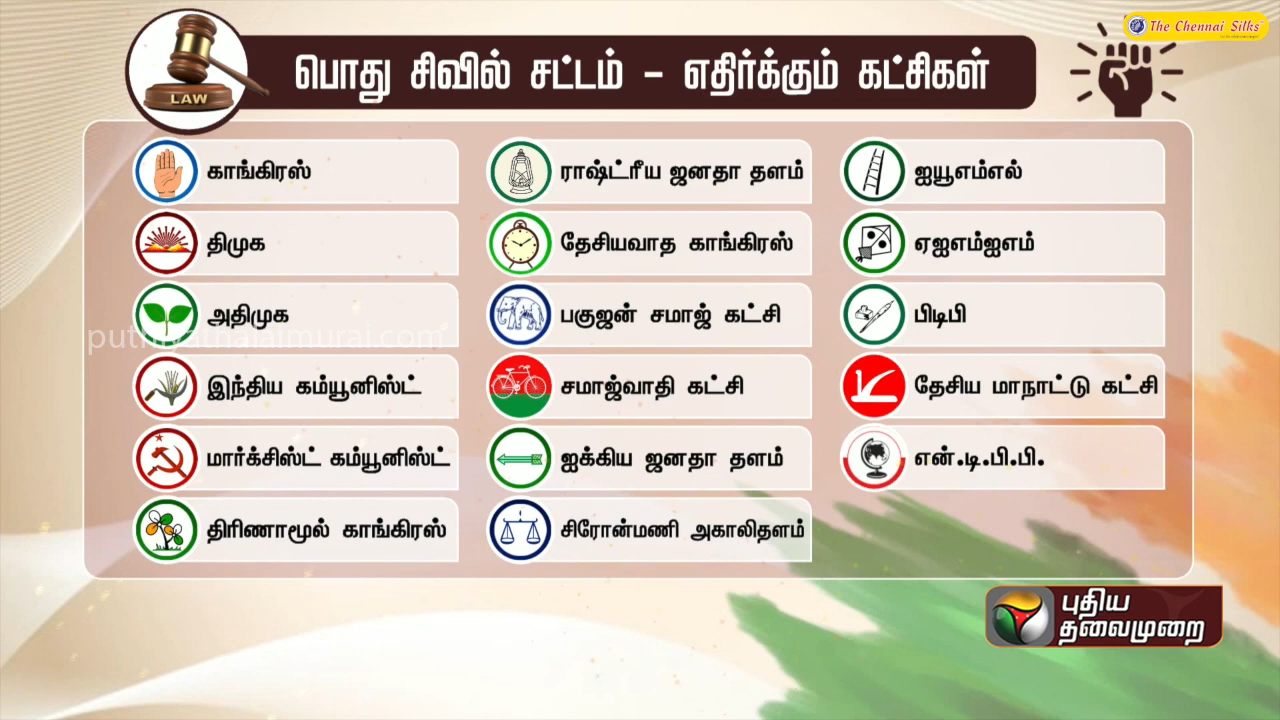 The Chennai Silks
பொது சிவில் சட்டம் - எதிர்க்கும் கட்சிகள்
LAW
காங்கிரஸ்
திமுக
அதிமுக
இந்திய கம்யூனிஸ்ட்
மார்க்சிஸ்ட் கம்யூனிஸ்ட்
திரிணாமூல் காங்கிரஸ்
ராஷ்ட்ரீய ஜனதா தளம்
தேசியவாத காங்கிரஸ்
பகுஜன் சமாஜ் கட்சி
சமாஜ்வாதி கட்சி
ஐக்கிய ஜனதா தளம்
சிரோன்மணி அகாலிதளம்
ஐயூஎம்எல்
ஏஐஎம்ஐஎம்
பிடிபி
தேசிய மாநாட்டு கட்சி
என்.டி.பி.பி.
puthiyathalaimurai.com
புதிய
தலைமுறை